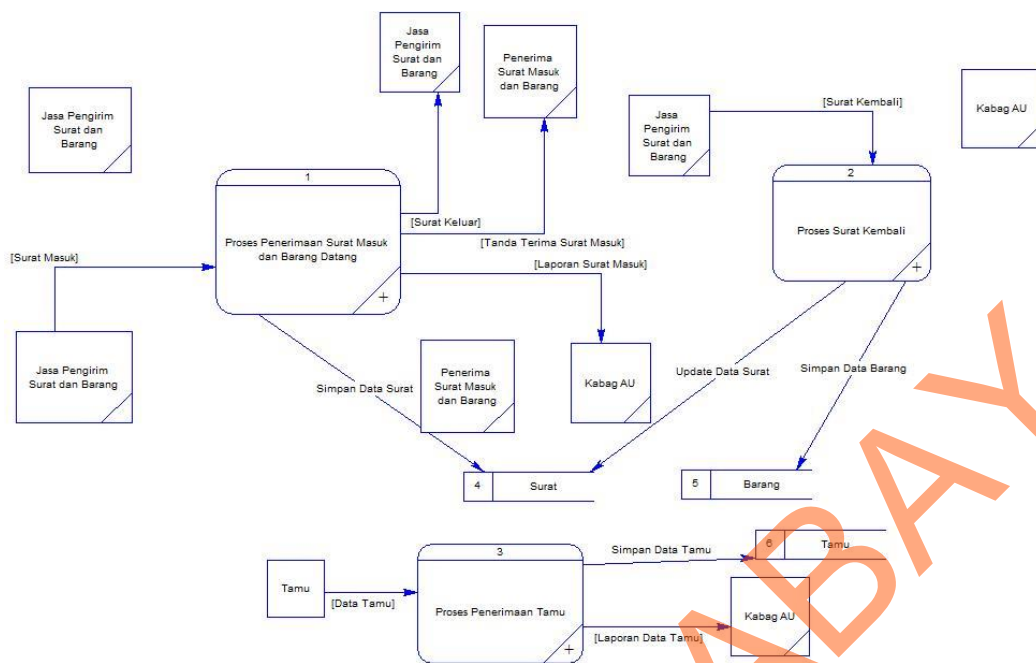 Jasa
Pengirim
Surat dan
Barang
Penerima
Surat Masuk
dan Barang
Jasa Pengirim
Surat dan
Barang
[Surat Kembali]
Jasa
Pengirim
Surat dan
Barang
Kabag AU
1
Proses Penerimaan Surat Masuk
dan Barang Datang
+
[Surat Keluar]
[Tanda Terima Surat Masuk]
[Laporan Surat Masuk]
2
Proses Surat Kembali
+
[Surat Masuk]
Jasa Pengirim
Surat dan Barang
Simpan Data Surat
Penerima
Surat Masuk
dan Barang
Kabag AU
Update Data Surat
Simpan Data Barang
4 Surat
5 Barang
3
Proses Penerimaan Tamu
+
Tamu
[Data Tamu]
Simpan Data Tamu
6 Tamu
Kabag AU
[Laporan Data Tamu]
ABAY